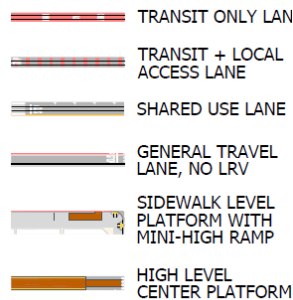 TRANSIT ONLY LAN
TRANSIT + LOCAL
ACCESS LANE
SHARED USE LANE
GENERAL TRAVEL
LANE, NO LRV
SIDEWALK LEVEL
PLATFORM WITH
MINI-HIGH RAMP
HIGH LEVEL
CENTER PLATFORM